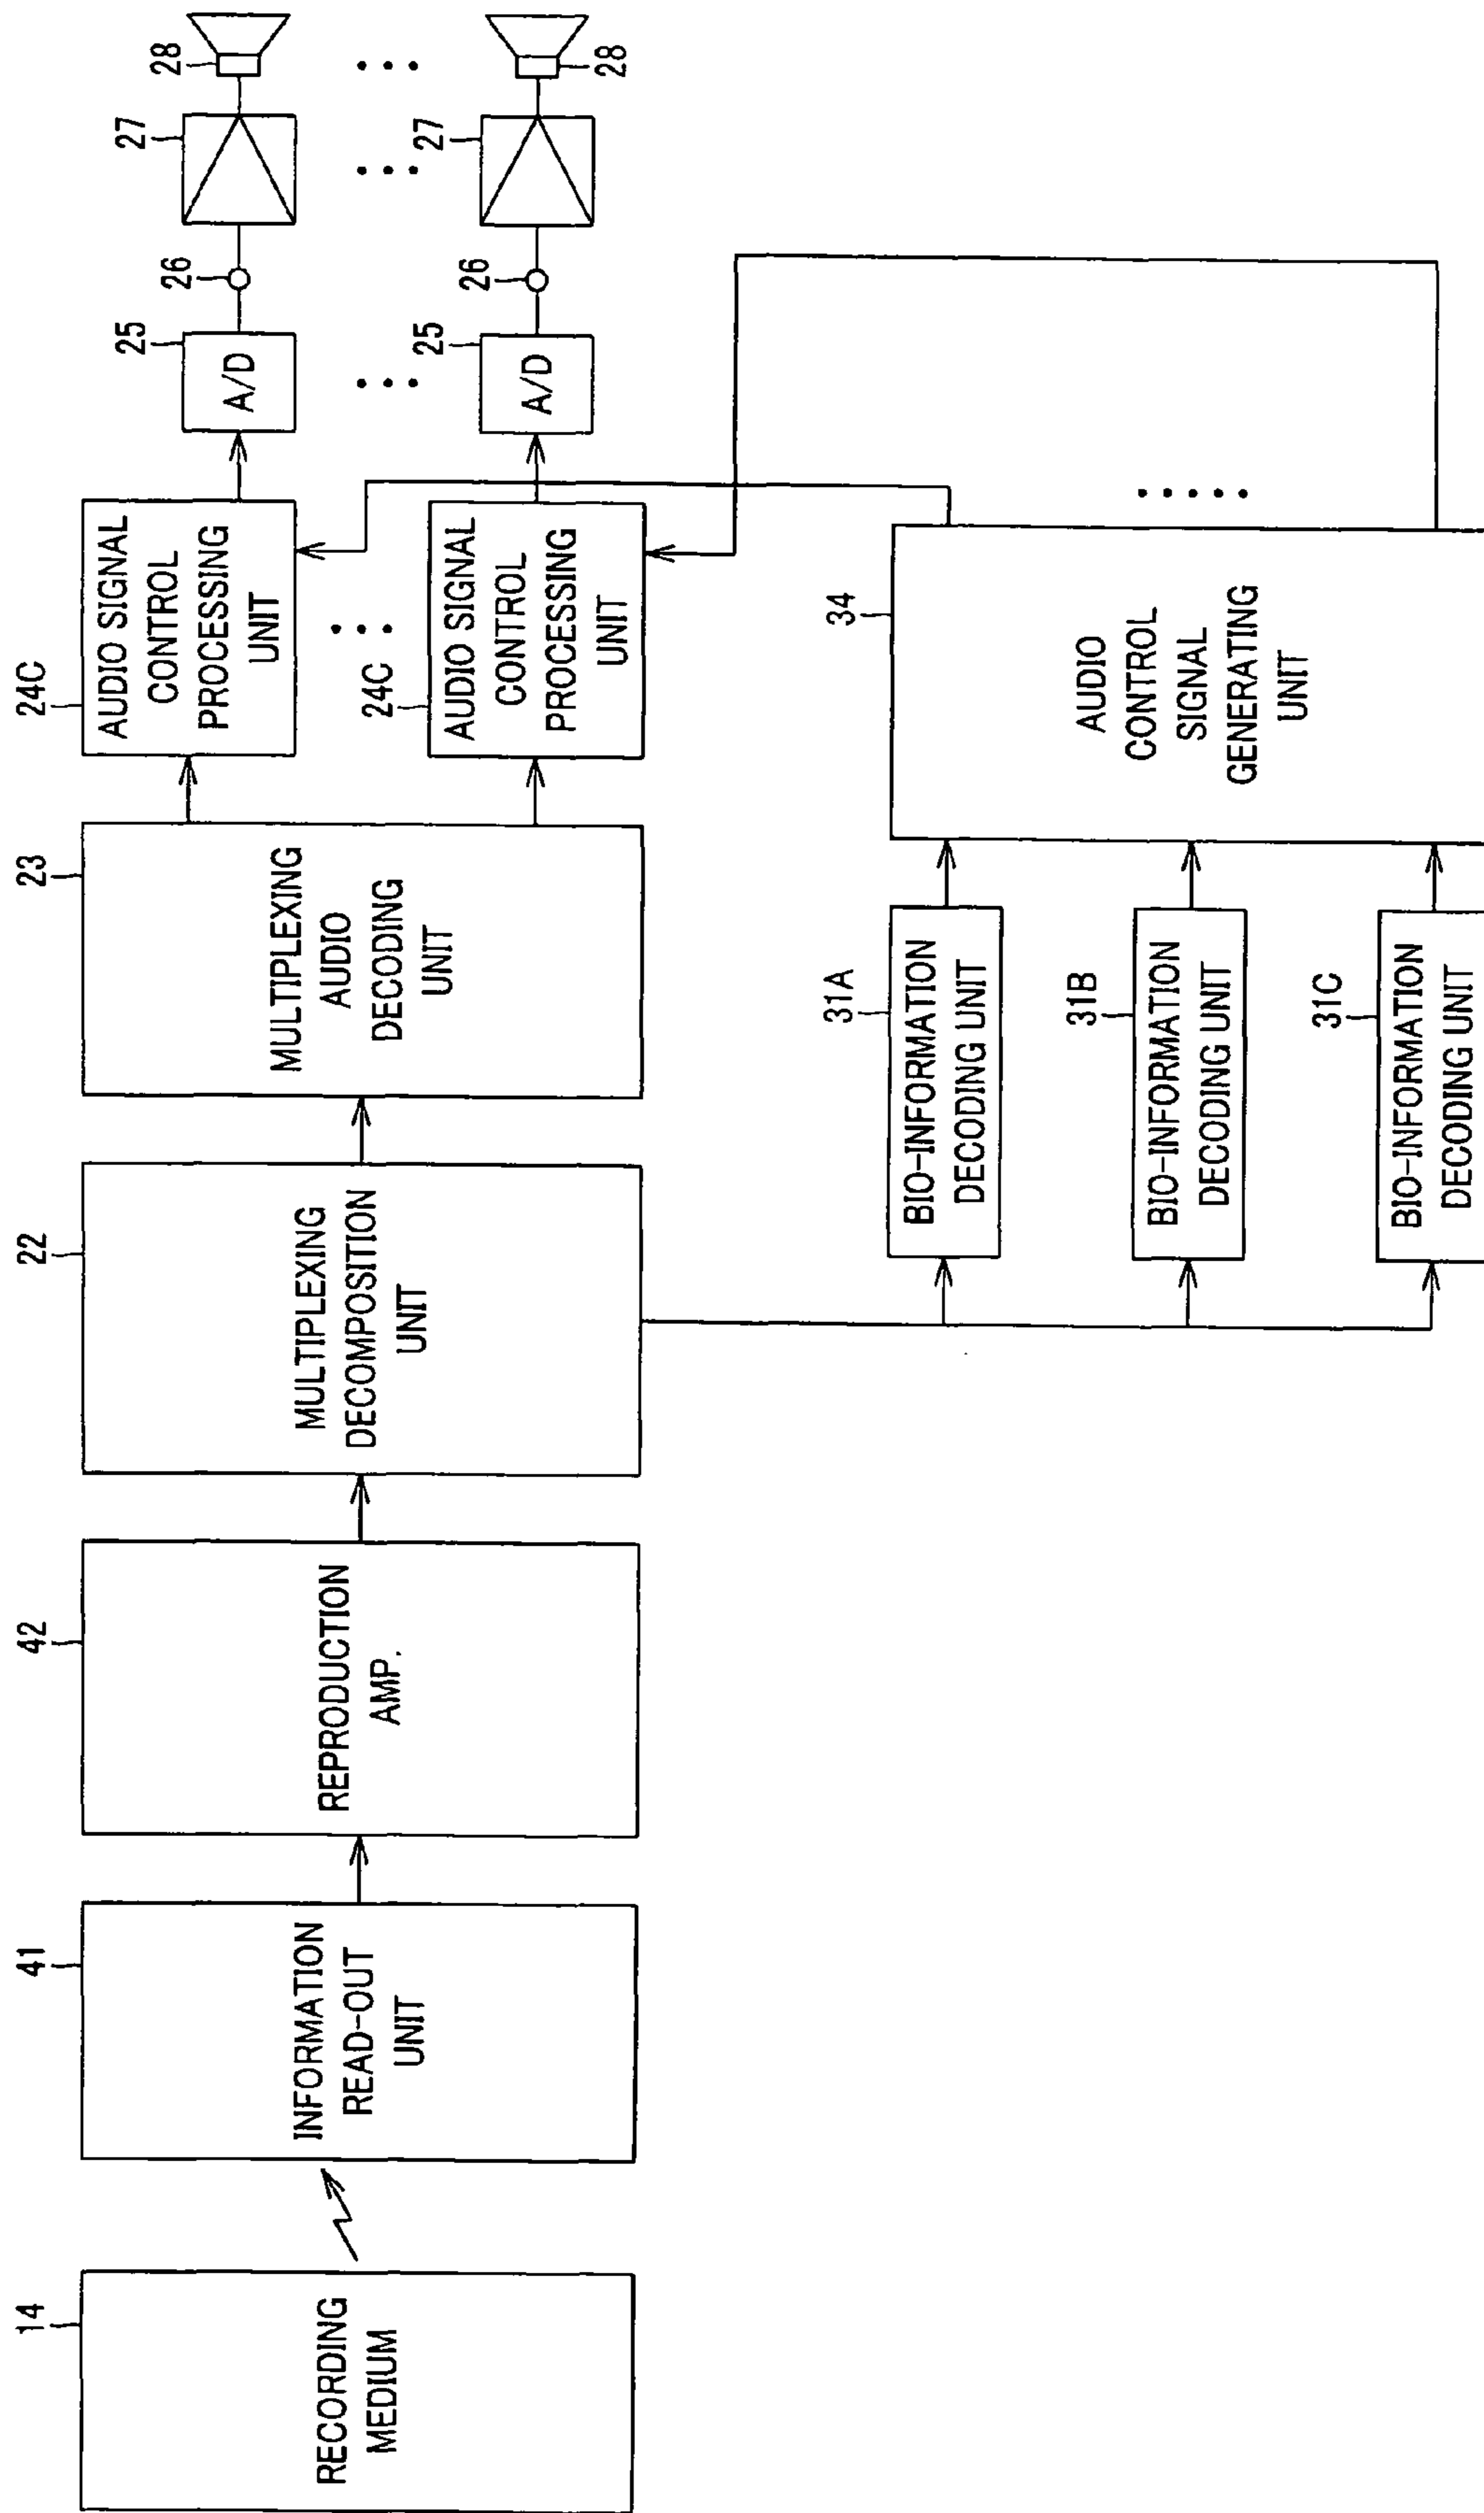 14
RECORDING
MEDIUM
41
INFORMATION
READ-OUT
UNIT
42
REPRODUCTION
AMP.
22
MULTIPLEXING
DECOMPOSITION
UNIT
23
MULTIPLEXING
AUDIO
DECODING
UNIT
24C
AUDIO SIGNAL
CONTROL
PROCESSING
UNIT
25
A/D
26
27
28
24C
AUDIO SIGNAL
CONTROL
PROCESSING
UNIT
25
A/D
26
27
28
31A
BIO-INFORMATION
DECODING UNIT
31B
BIO-INFORMATION
DECODING UNIT
31C
BIO-INFORMATION
DECODING UNIT
34
AUDIO
CONTROL
SIGNAL
GENERATING
UNIT